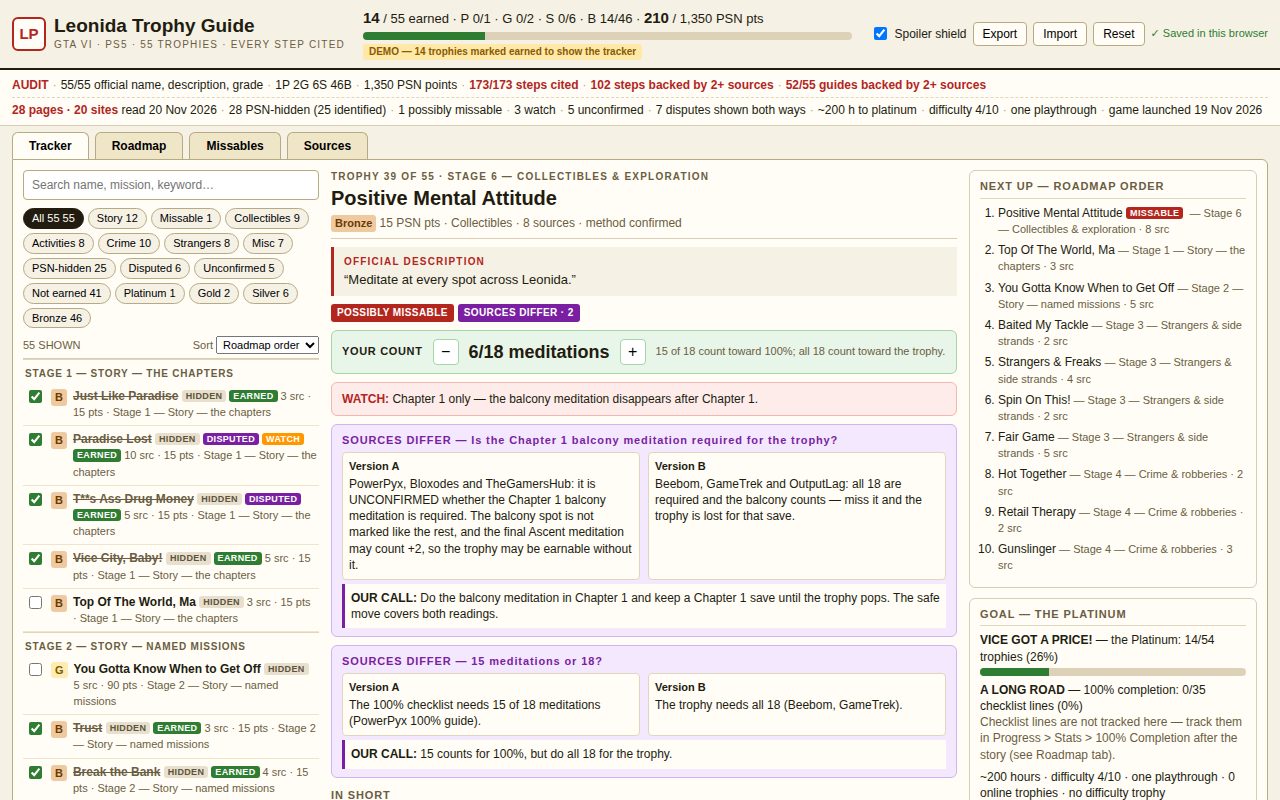 LP
Leonida Trophy Guide
GTA VI · PS5 · 55 TROPHIES · EVERY STEP CITED
14 / 55 earned · P 0/1 · G 0/2 · S 0/6 · B 14/46 · 210 / 1,350 PSN pts
DEMO — 14 trophies marked earned to show the tracker
Spoiler shield
Export
Import
Reset
✓ Saved in this browser
AUDIT · 55/55 official name, description, grade · 1P 2G 6S 46B · 1,350 PSN points · 173/173 steps cited · 102 steps backed by 2+ sources · 52/55 guides backed by 2+ sources
28 pages · 20 sites read 20 Nov 2026 · 28 PSN-hidden (25 identified) · 1 possibly missable · 3 watch · 5 unconfirmed · 7 disputes shown both ways · ~200 h to platinum · difficulty 4/10 · one playthrough · game launched 19 Nov 2026
Tracker
Roadmap
Missables
Sources
Search name, mission, keyword…
All 55 55
Story 12
Missable 1
Collectibles 9
Activities 8
Crime 10
Strangers 8
Misc 7
PSN-hidden 25
Disputed 6
Unconfirmed 5
Not earned 41
Platinum 1
Gold 2
Silver 6
Bronze 46
55 SHOWN
Sort Roadmap order
STAGE 1 — STORY — THE CHAPTERS
B Just Like Paradise HIDDEN EARNED 3 src ·
15 pts · Stage 1 — Story — the chapters
B Paradise Lost HIDDEN DISPUTED WATCH
EARNED 10 src · 15 pts · Stage 1 — Story — the
chapters
B T**s Ass Drug Money HIDDEN DISPUTED
EARNED 5 src · 15 pts · Stage 1 — Story — the
chapters
B Vice City, Baby! HIDDEN EARNED 5 src · 15
pts · Stage 1 — Story — the chapters
B Top Of The World, Ma HIDDEN 3 src · 15 pts
· Stage 1 — Story — the chapters
STAGE 2 — STORY — NAMED MISSIONS
G You Gotta Know When to Get Off HIDDEN
5 src · 90 pts · Stage 2 — Story — named
missions
B Trust HIDDEN EARNED 3 src · 15 pts · Stage 2
— Story — named missions
B Break the Bank HIDDEN EARNED 4 src · 15
pts · Stage 2 — Story — named missions
TROPHY 39 OF 55 · STAGE 6 — COLLECTIBLES & EXPLORATION
Positive Mental Attitude
Bronze 15 PSN pts · Collectibles · 8 sources · method confirmed
OFFICIAL DESCRIPTION
“Meditate at every spot across Leonida.”
POSSIBLY MISSABLE
SOURCES DIFFER · 2
YOUR COUNT − 6/18 meditations + 15 of 18 count toward 100%; all 18 count toward the trophy.
WATCH: Chapter 1 only — the balcony meditation disappears after Chapter 1.
SOURCES DIFFER — Is the Chapter 1 balcony meditation required for the trophy?
Version A
PowerPyx, Bloxodes and TheGamersHub: it is
UNCONFIRMED whether the Chapter 1 balcony
meditation is required. The balcony spot is not
marked like the rest, and the final Ascent meditation
may count +2, so the trophy may be earnable without
it.
Version B
Beebom, GameTrek and OutputLag: all 18 are
required and the balcony counts — miss it and the
trophy is lost for that save.
OUR CALL: Do the balcony meditation in Chapter 1 and keep a Chapter 1 save until the trophy pops. The safe
move covers both readings.
SOURCES DIFFER — 15 meditations or 18?
Version A
The 100% checklist needs 15 of 18 meditations
(PowerPyx 100% guide).
Version B
The trophy needs all 18 (Beebom, GameTrek).
OUR CALL: 15 counts for 100%, but do all 18 for the trophy.
IN SHORT
NEXT UP — ROADMAP ORDER
1. Positive Mental Attitude MISSABLE — Stage 6
— Collectibles & exploration · 8 src
2. Top Of The World, Ma — Stage 1 — Story — the
chapters · 3 src
3. You Gotta Know When to Get Off — Stage 2 —
Story — named missions · 5 src
4. Baited My Tackle — Stage 3 — Strangers & side
strands · 2 src
5. Strangers & Freaks — Stage 3 — Strangers &
side strands · 4 src
6. Spin On This! — Stage 3 — Strangers & side
strands · 2 src
7. Fair Game — Stage 3 — Strangers & side
strands · 5 src
8. Hot Together — Stage 4 — Crime & robberies · 2
src
9. Retail Therapy — Stage 4 — Crime & robberies ·
2 src
10. Gunslinger — Stage 4 — Crime & robberies · 3
src
GOAL — THE PLATINUM
VICE GOT A PRICE! — the Platinum: 14/54
trophies (26%)
A LONG ROAD — 100% completion: 0/35
checklist lines (0%)
Checklist lines are not tracked here — track them
in Progress > Stats > 100% Completion after the
story (see Roadmap tab).
~200 hours · difficulty 4/10 · one playthrough · 0
online trophies · no difficulty trophy